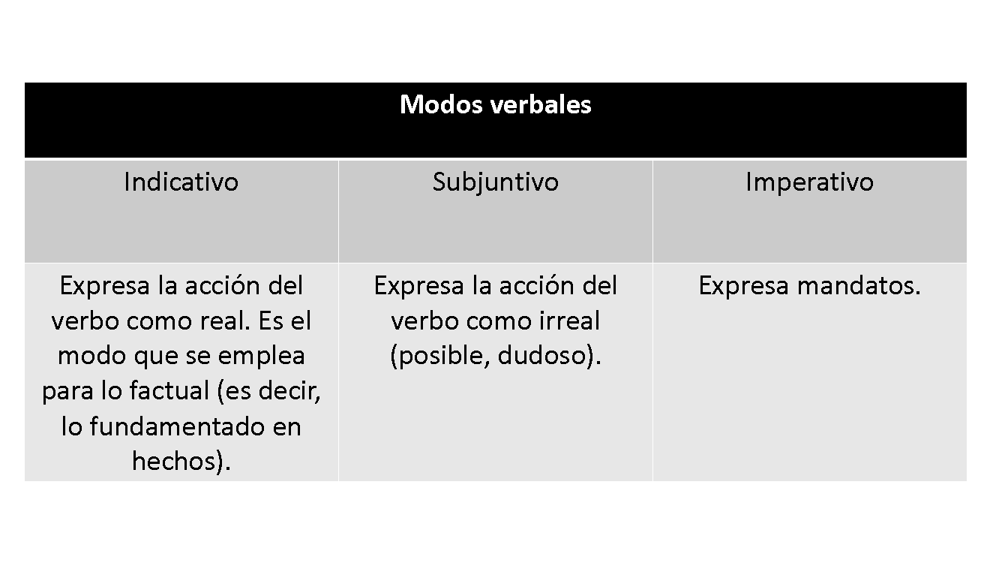 Modos verbales
Indicativo
Subjuntivo
Imperativo
Expresa la acción del
verbo como real. Es el
modo que se emplea
para lo factual (es decir,
lo fundamentado en
hechos).
Expresa la acción del
verbo como irreal
(posible, dudoso).
Expresa mandatos.